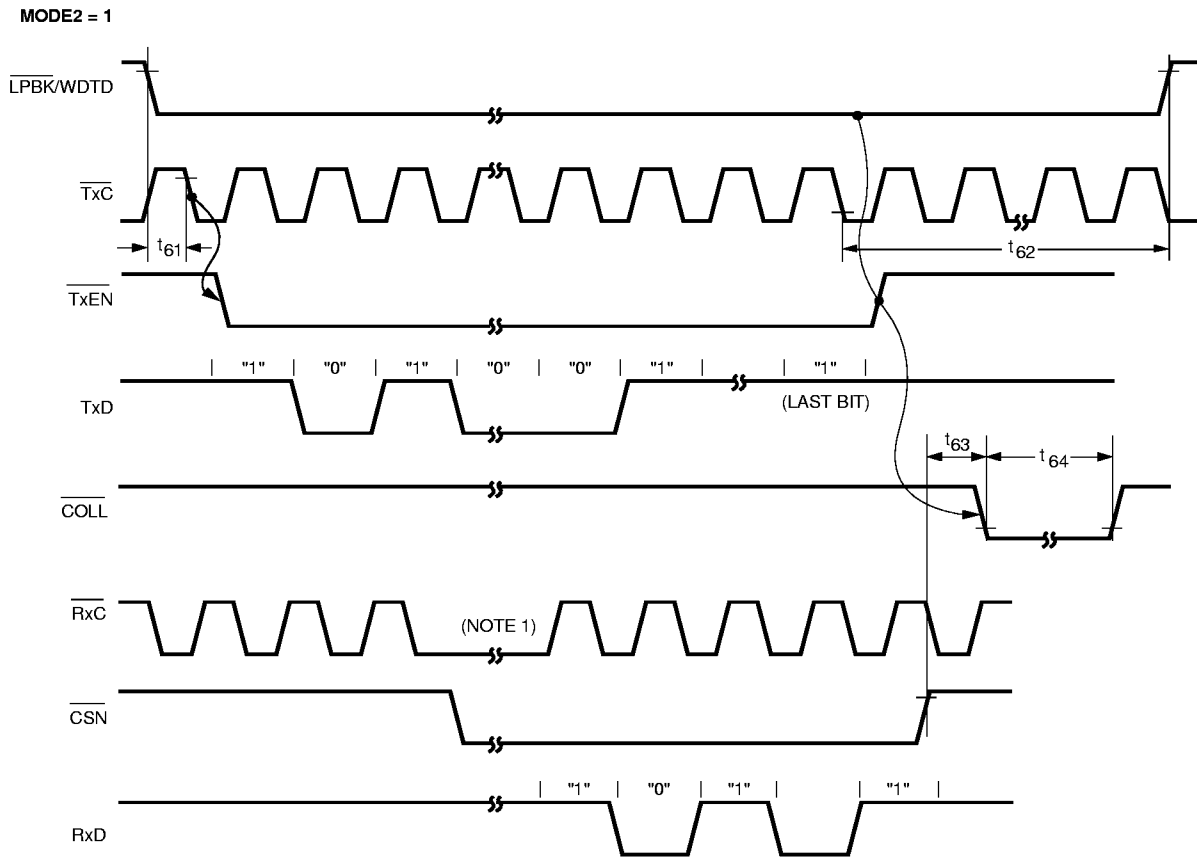 MODE2 = 1
LPBK/WDTD
TxC
t61
t62
TxEN
"1" "0" "1" "0" "0" "1" "1"
TxD
(LAST BIT)
t63
t64
COLL
RxC
(NOTE 1)
CSN
"1" "0" "1" "1"
RxD